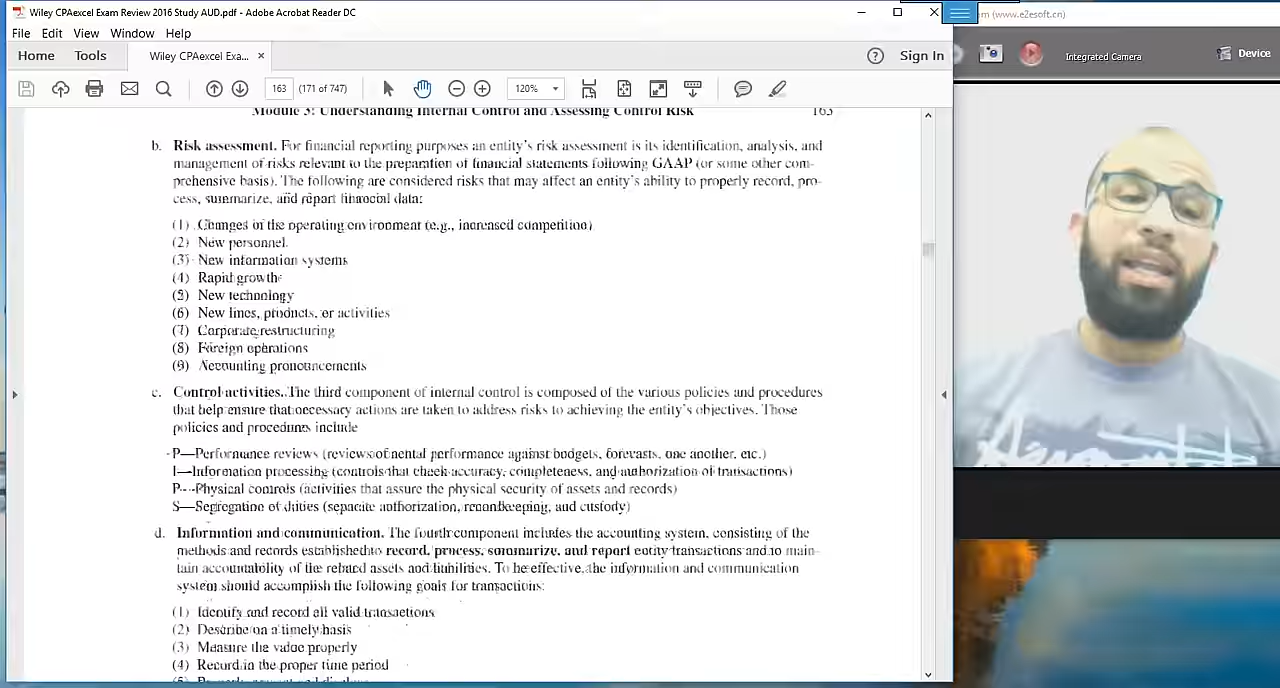 Wiley CPAexcel Exam Review 2016 Study AUD.pdf - Adobe Acrobat Reader DC
m (www.e2esoft.cn)
File Edit View Window Help
Home Tools Wiley CPAexcel Exa... × Sign In
Integrated Camera Device
163 (171 of 747) 120%
Module 3: Understanding Internal Control and Assessing Control Risk 163
b. Risk assessment. For financial reporting purposes an entity's risk assessment is its identification, analysis, and
management of risks relevant to the preparation of financial statements following GAAP (or some other com-
prehensive basis). The following are considered risks that may affect an entity's ability to properly record, pro-
cess, summarize, and report financial data:
(1) Changes of the operating environment (e.g., increased competition)
(2) New personnel
(3) New information systems
(4) Rapid growth
(5) New technology
(6) New lines, products, or activities
(7) Corporate restructuring
(8) Foreign operations
(9) Accounting pronouncements
c. Control activities. The third component of internal control is composed of the various policies and procedures
that help ensure that necessary actions are taken to address risks to achieving the entity's objectives. Those
policies and procedures include
P—Performance reviews (reviews of mental performance against budgets, forecasts, one another, etc.)
I—Information processing (controls that check accuracy, completeness, and authorization of transactions)
P—Physical controls (activities that assure the physical security of assets and records)
S—Segregation of duties (separate authorization, recordkeeping, and custody)
d. Information and communication. The fourth component includes the accounting system, consisting of the
methods and records established to record, process, summarize, and report entity transactions and to main-
tain accountability of the related assets and liabilities. To be effective, the information and communication
system should accomplish the following goals for transactions:
(1) Identify and record all valid transactions
(2) Describe on a timely basis
(3) Measure the value properly
(4) Record in the proper time period